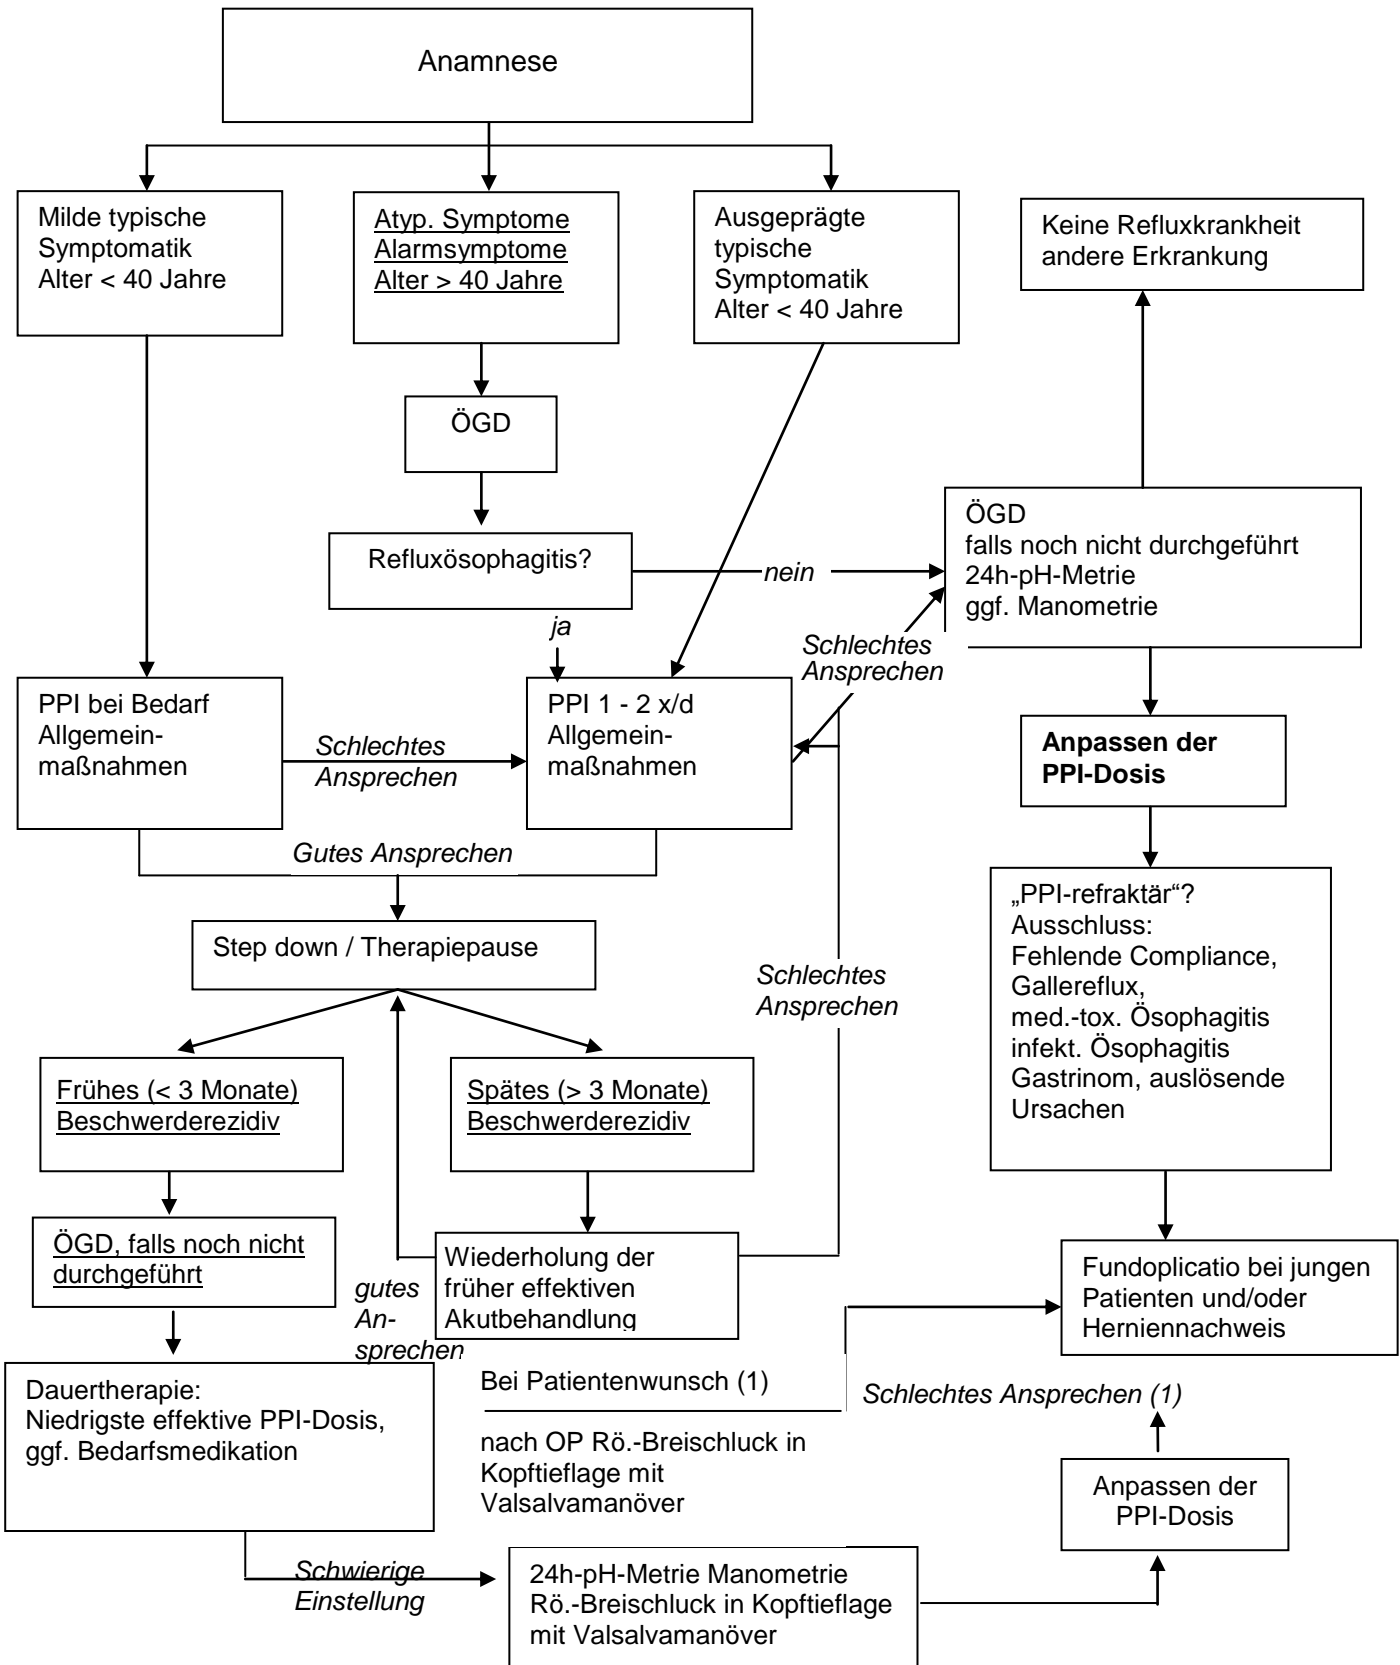 Anamnese
Milde typische
Symptomatik
Alter < 40 Jahre
Atyp. Symptome
Alarmsymptome
Alter > 40 Jahre
Ausgeprägte
typische
Symptomatik
Alter < 40 Jahre
Keine Refluxkrankheit
andere Erkrankung
ÖGD
Refluxösophagitis?
nein
ja
ÖGD
falls noch nicht durchgeführt
24h-pH-Metrie
ggf. Manometrie
Schlechtes
Ansprechen
PPI bei Bedarf
Allgemein-
maßnahmen
Schlechtes
Ansprechen
PPI 1 - 2 x/d
Allgemein-
maßnahmen
Anpassen der
PPI-Dosis
Gutes Ansprechen
Step down / Therapiepause
Schlechtes
Ansprechen
„PPI-refraktär“?
Ausschluss:
Fehlende Compliance,
Gallereflux,
med.-tox. Ösophagitis
infekt. Ösophagitis
Gastrinom, auslösende
Ursachen
Frühes (< 3 Monate)
Beschwerderezidiv
Spätes (> 3 Monate)
Beschwerderezidiv
ÖGD, falls noch nicht
durchgeführt
gutes
An-
sprechen
Wiederholung der
früher effektiven
Akutbehandlung
Fundoplicatio bei jungen
Patienten und/oder
Herniennachweis
Dauertherapie:
Niedrigste effektive PPI-Dosis,
ggf. Bedarfsmedikation
Bei Patientenwunsch (1)
nach OP Rö.-Breischluck in
Kopftieflage mit
Valsalvamanöver
Schlechtes Ansprechen (1)
Anpassen der
PPI-Dosis
Schwierige
Einstellung
24h-pH-Metrie Manometrie
Rö.-Breischluck in Kopftieflage
mit Valsalvamanöver